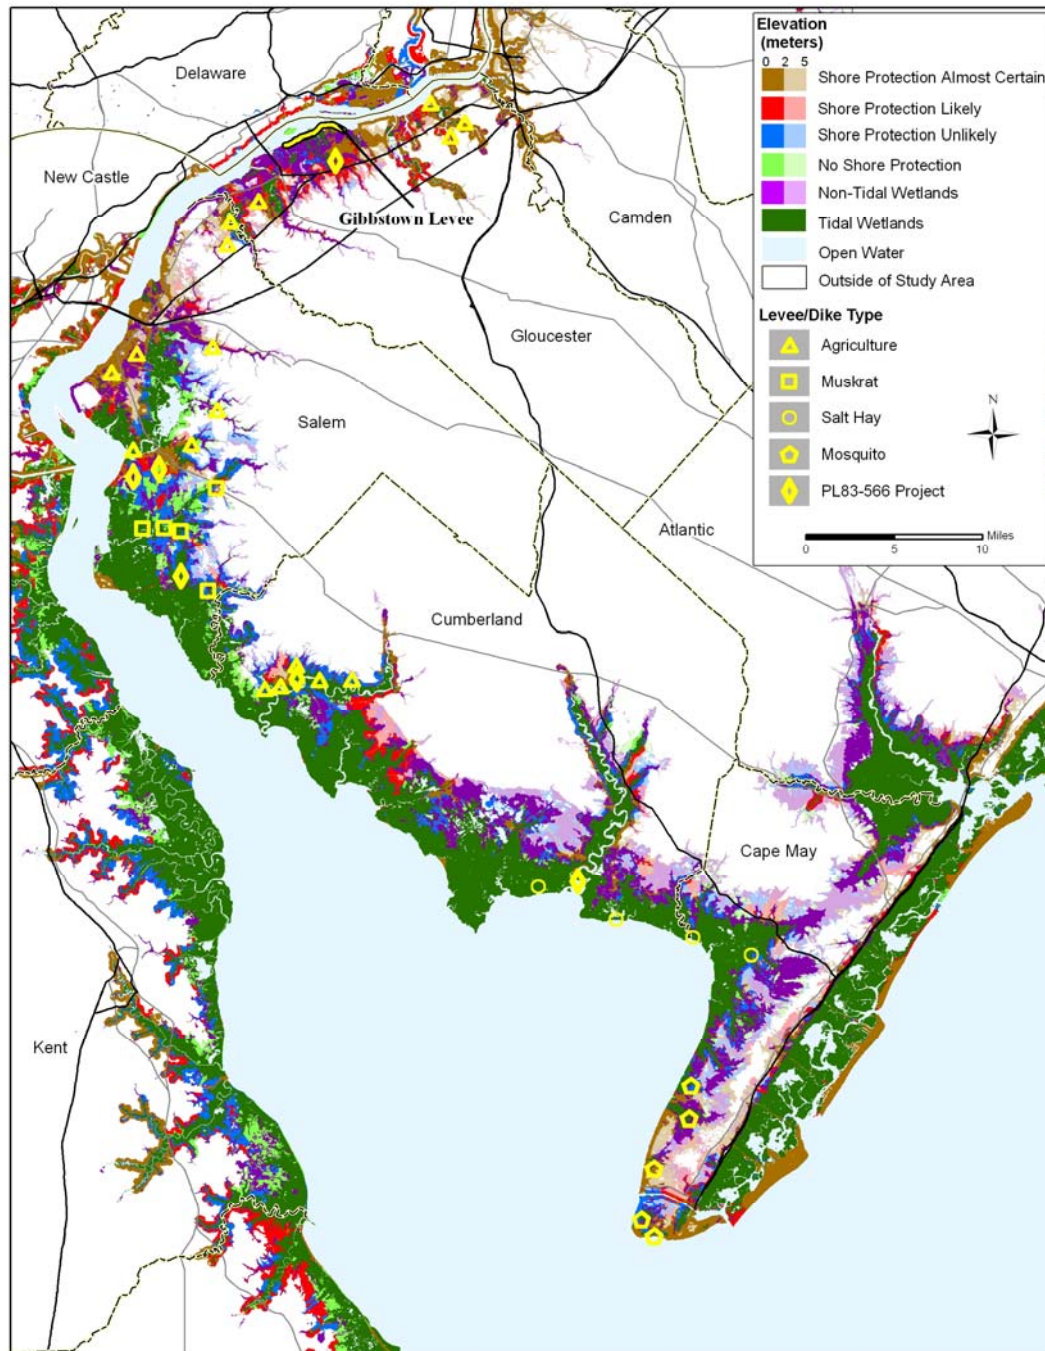 Elevation
(meters)
0 2 5
Shore Protection Almost Certain
Shore Protection Likely
Shore Protection Unlikely
No Shore Protection
Non-Tidal Wetlands
Tidal Wetlands
Open Water
Outside of Study Area
Levee/Dike Type
Agriculture
Muskrat
Salt Hay
Mosquito
PL83-566 Project
N
Miles
0 5 10
Delaware
New Castle
Gibbstown Levee
Camden
Gloucester
Salem
Atlantic
Cumberland
Cape May
Kent